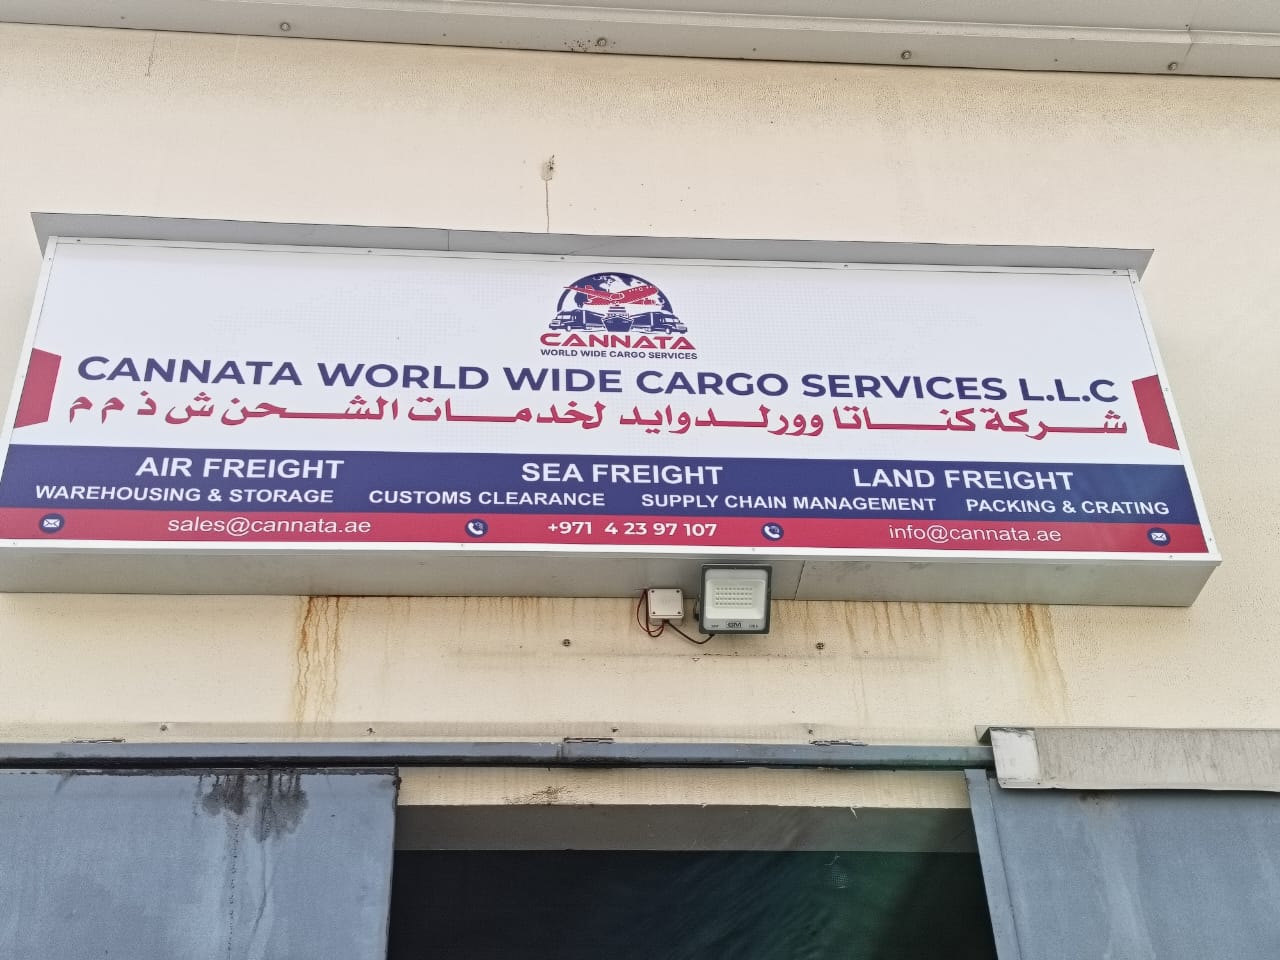 CANNATA
WORLD WIDE CARGO SERVICES
CANNATA WORLD WIDE CARGO SERVICES L.L.C
شركة كناتا وورلدوايد لخدمات الشحن ش ذ م م
AIR FREIGHT SEA FREIGHT LAND FREIGHT
WAREHOUSING & STORAGE CUSTOMS CLEARANCE SUPPLY CHAIN MANAGEMENT PACKING & CRATING
sales@cannata.ae +971 4 23 97 107 info@cannata.ae